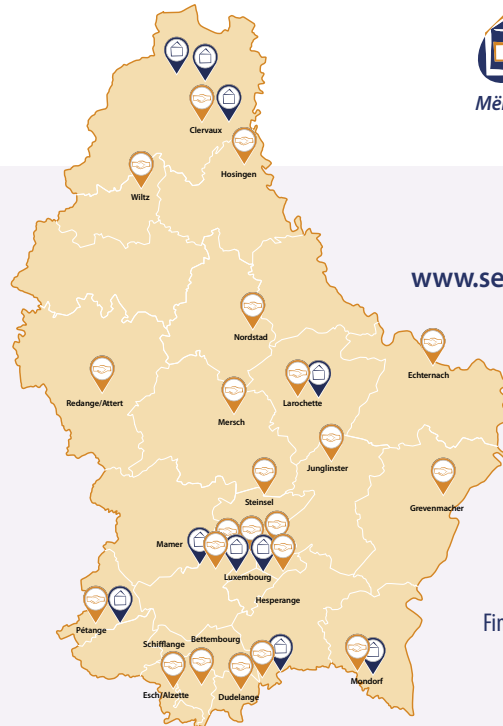 Mër
Clervaux
Hosingen
Wiltz
www.se
Nordstad
Echternach
Redange/Attert
Larochette
Mersch
Junglinster
Steinsel
Grevenmacher
Mamer
Luxembourg
Hesperange
Pétange
Fir
Schifflange
Bettembourg
Mondorf
Esch/Alzette
Dudelange